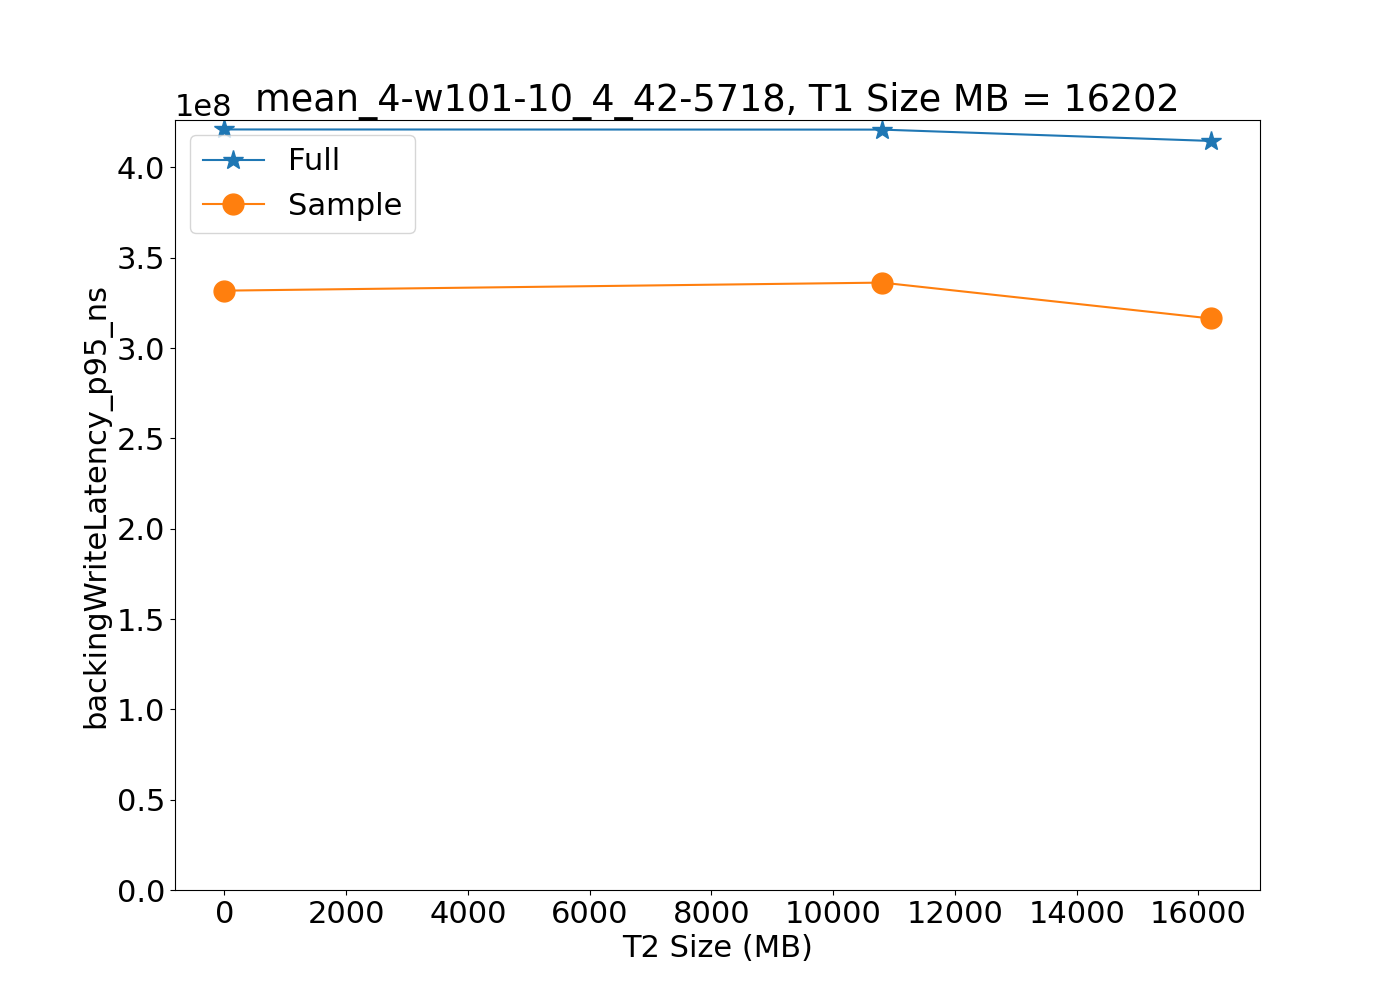 1e8
mean_4-w101-10_4_42-5718, T1 Size MB = 16202
Full
Sample
backingWriteLatency_p95_ns
4.0
3.5
3.0
2.5
2.0
1.5
1.0
0.5
0.0
0 2000 4000 6000 8000 10000 12000 14000 16000
T2 Size (MB)